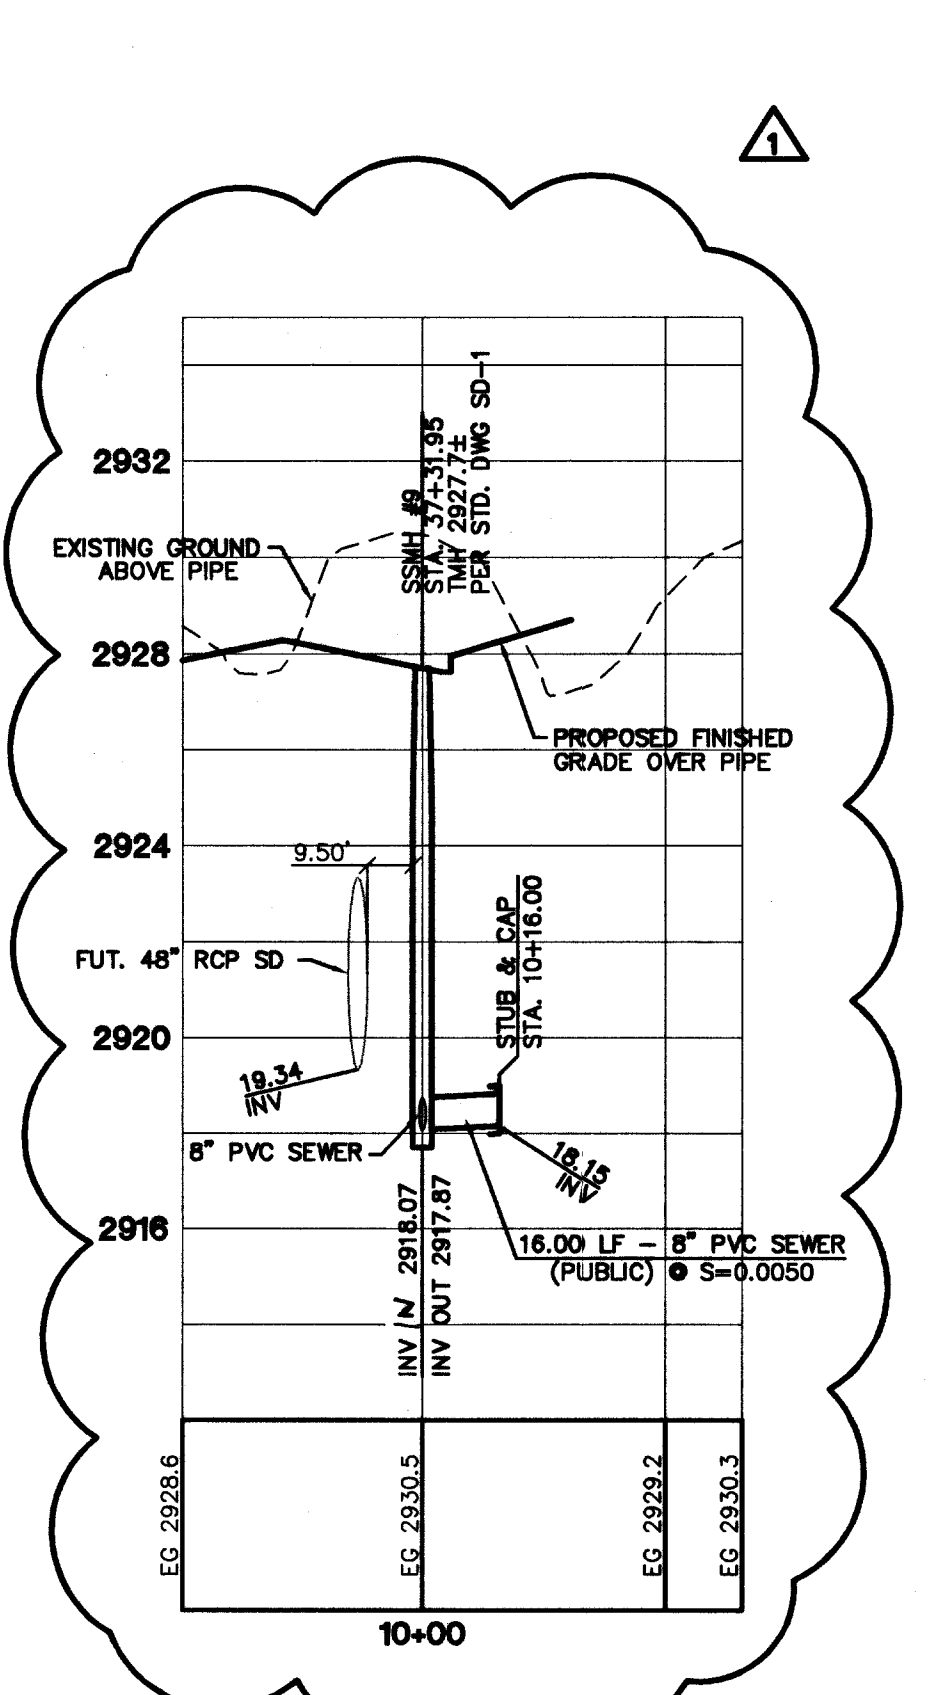 1
SSMH #9
STA. 37+31.95
TMH 2927.7±
PER STD. DWG SD-1
2932
EXISTING GROUND
ABOVE PIPE
2928
PROPOSED FINISHED
GRADE OVER PIPE
2924
9.50'
STUB & CAP
STA. 10+16.00
FUT. 48" RCP SD
2920
19.34
INV
8" PVC SEWER
18.15
INV
INV IN 2918.07
INV OUT 2917.87
2916
16.00 LF - 8" PVC SEWER
(PUBLIC) @ S=0.0050
EG 2928.6
EG 2930.5
EG 2929.2
EG 2930.3
10+00